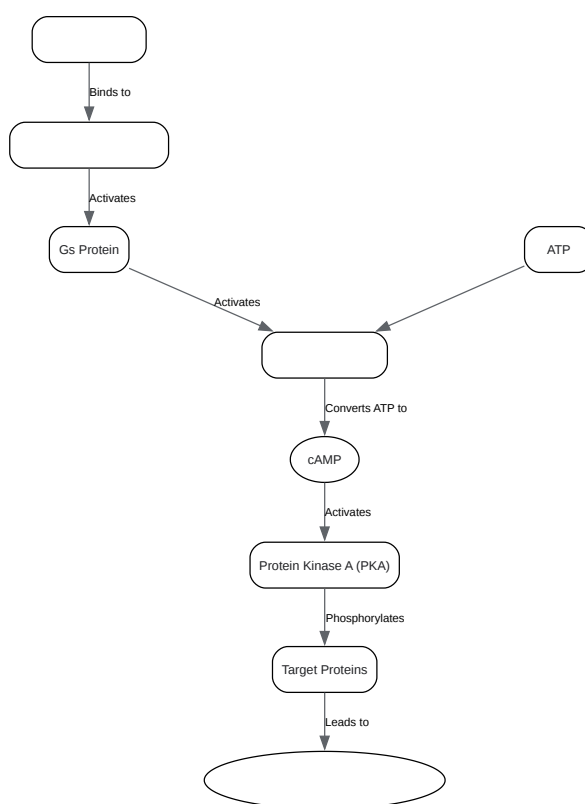 Binds to
Activates
Gs Protein
ATP
Activates
Converts ATP to
cAMP
Activates
Protein Kinase A (PKA)
Phosphorylates
Target Proteins
Leads to